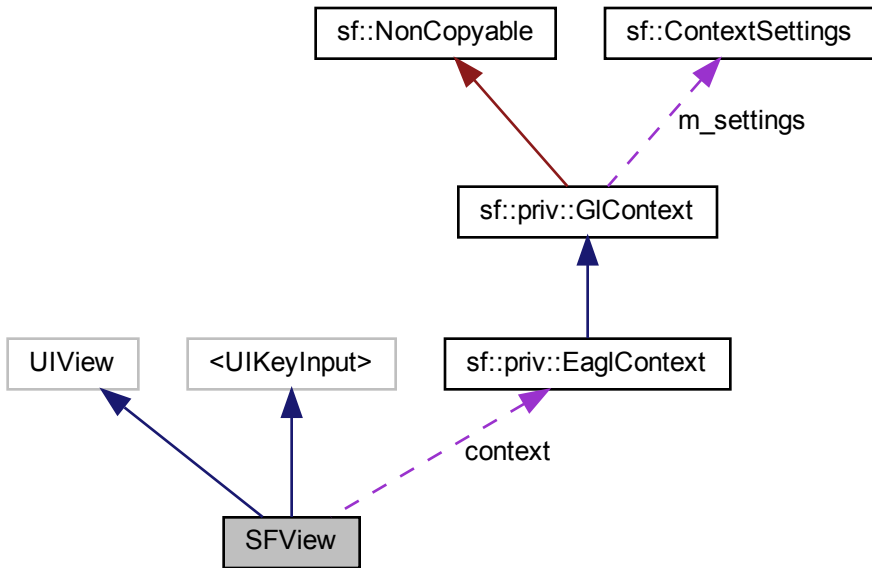 sf::NonCopyable
sf::ContextSettings
m_settings
sf::priv::GlContext
UIView
<UIKeyInput>
sf::priv::EaglContext
context
SFView